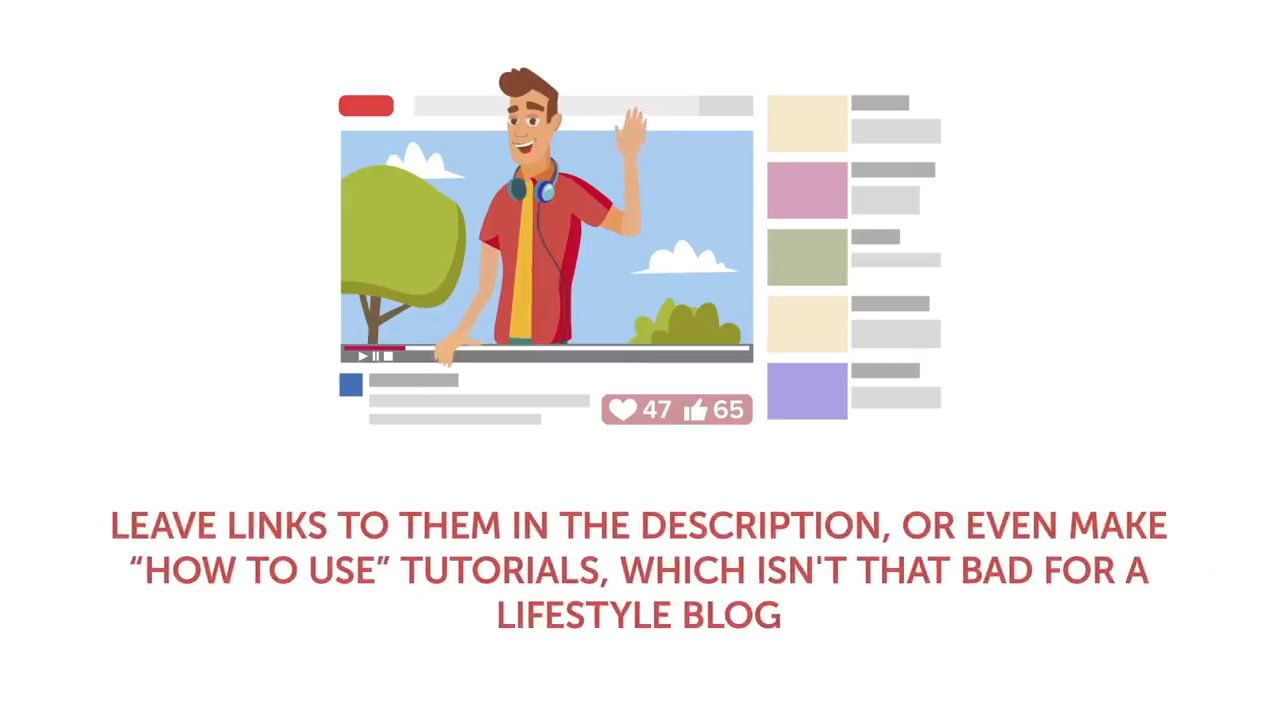 47 65
LEAVE LINKS TO THEM IN THE DESCRIPTION, OR EVEN MAKE
“HOW TO USE” TUTORIALS, WHICH ISN'T THAT BAD FOR A
LIFESTYLE BLOG